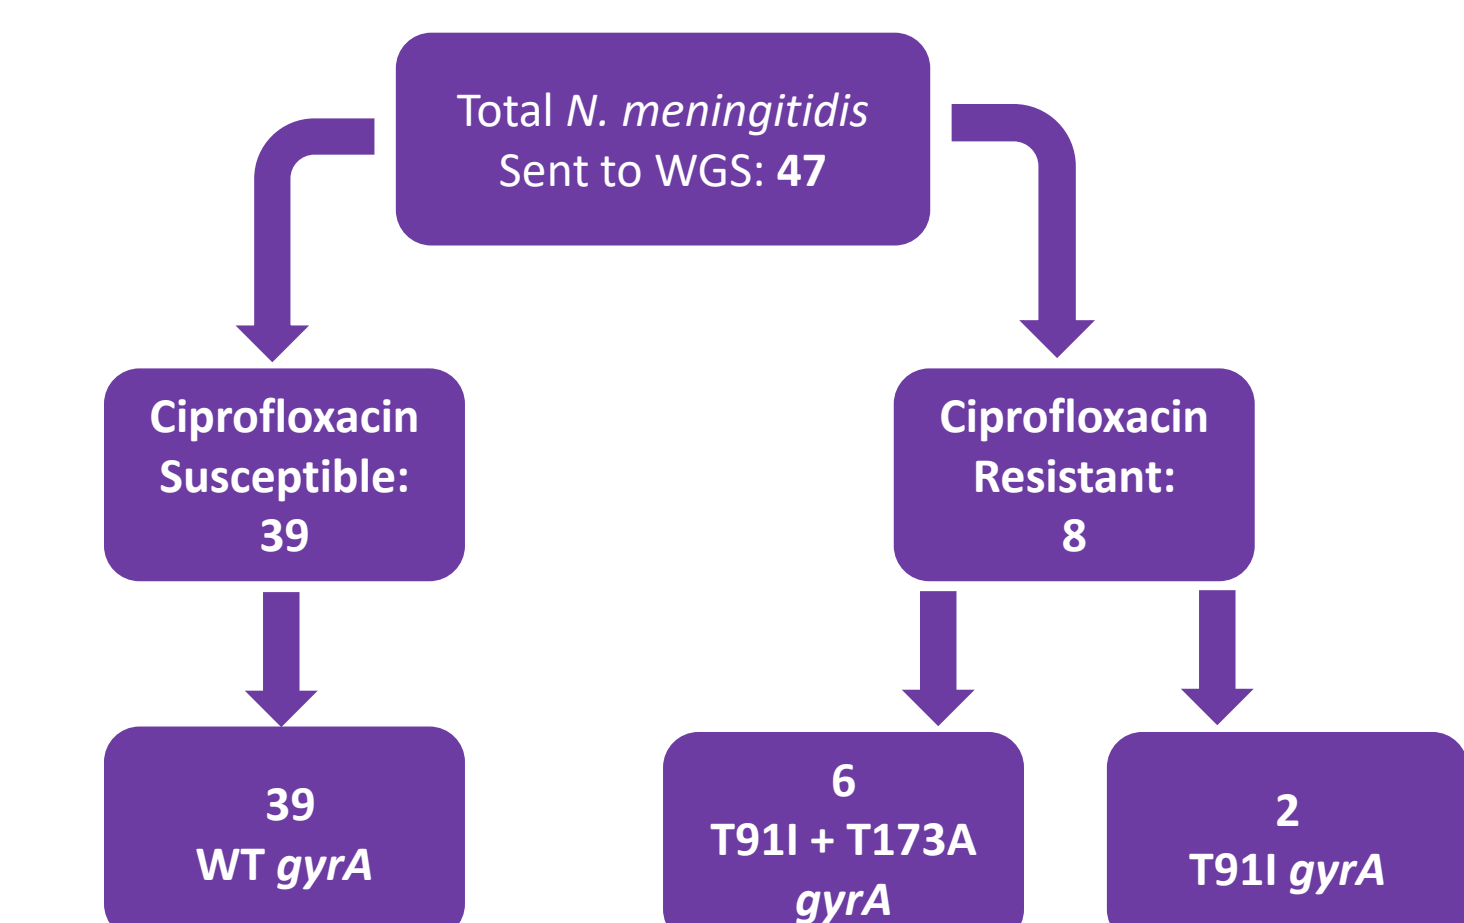 Total N. meningitidis
Sent to WGS: 47
Ciprofloxacin
Susceptible:
39
Ciprofloxacin
Resistant:
8
39
WT gyrA
6
T91I + T173A
gyrA
2
T91I gyrA